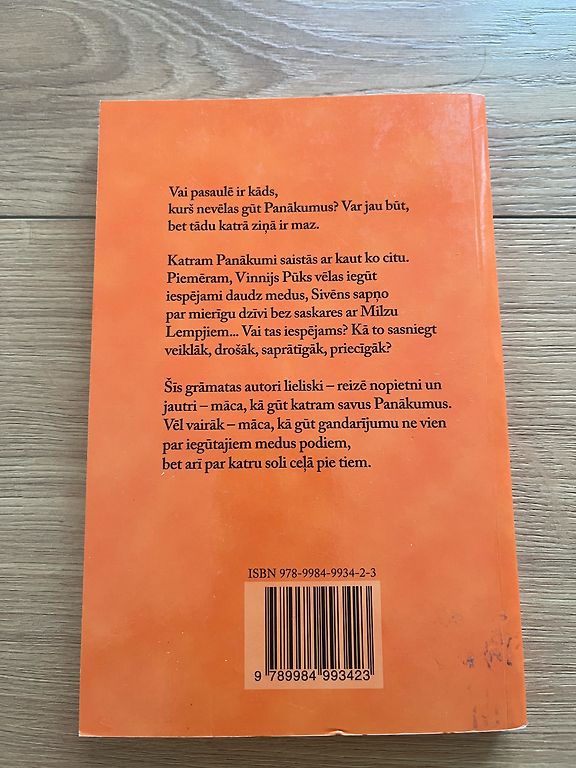 Vai pasaulē ir kāds,
kurš nevēlas gūt Panākumus? Var jau būt,
bet tādu katrā ziņā ir maz.
Katram Panākumi saistās ar kaut ko citu.
Piemēram, Vinnijs Pūks vēlas iegūt
iespējami daudz medus, Sivēns sapņo
par mierīgu dzīvi bez saskares ar Milzu
Lempjiem... Vai tas iespējams? Kā to sasniegt
veiklāk, drošāk, saprātīgāk, priecīgāk?
Šīs grāmatas autori lieliski – reizē nopietni un
jautri – māca, kā gūt katram savus Panākumus.
Vēl vairāk – māca, kā gūt gandarījumu ne vien
par iegūtajiem medus podiem,
bet arī par katru soli ceļā pie tiem.
ISBN 978-9984-9934-2-3
9 789984 993423